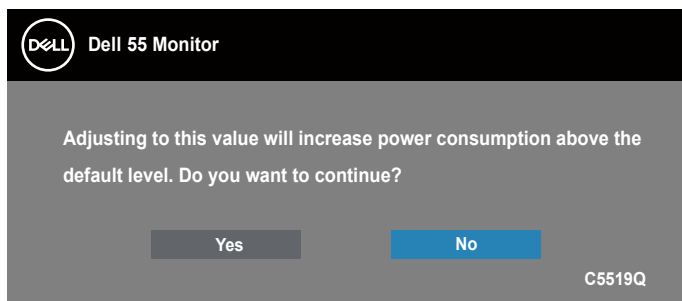 DELL Dell 55 Monitor
Adjusting to this value will increase power consumption above the
default level. Do you want to continue?
Yes No
C5519Q